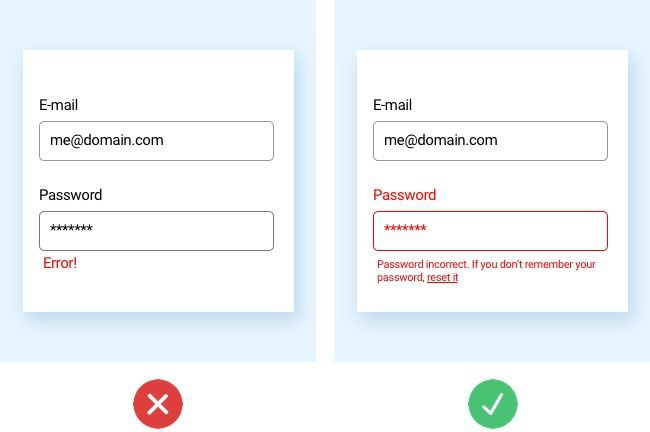 E-mail
me@domain.com
Password
*******
Error!
E-mail
me@domain.com
Password
*******
Password incorrect. If you don't remember your
password, reset it